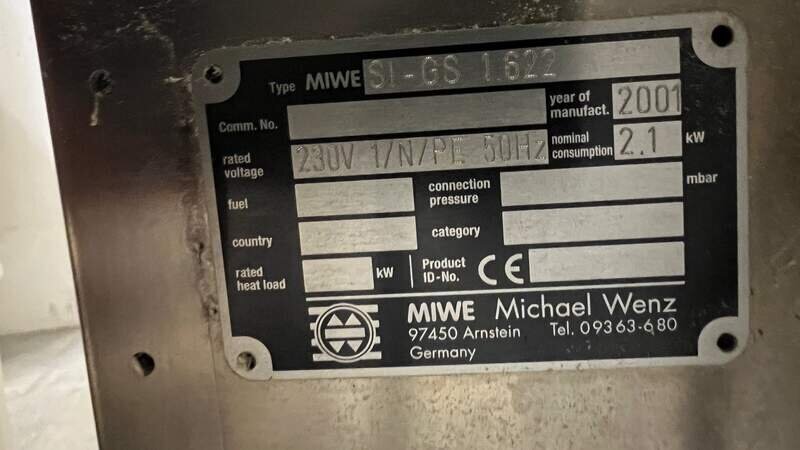 Type MIWE SI-GS 1.622
Comm. No. year of manufact. 2001
rated voltage 230V 1/N/PE 50Hz nominal consumption 2.1 kW
fuel connection pressure mbar
country category
rated heat load kW Product ID-No. CE
MIWE Michael Wenz
97450 Arnstein Tel. 09363-680
Germany